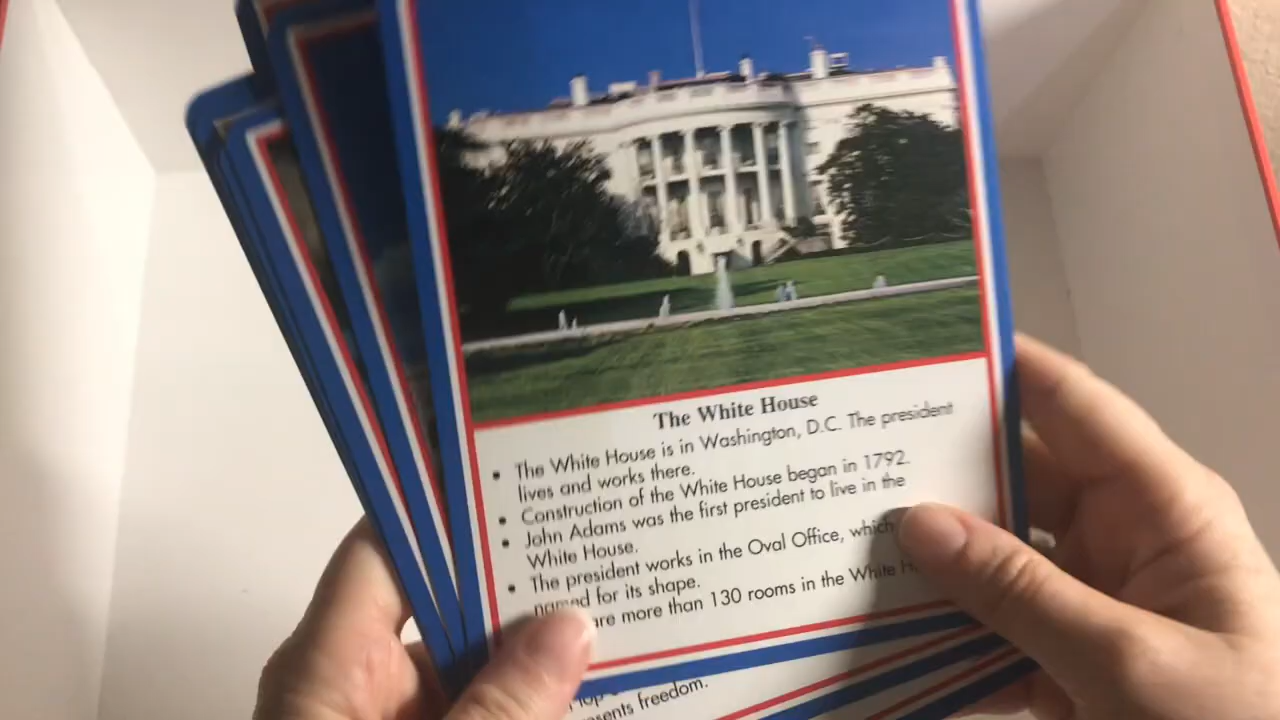 The White House
• The White House is in Washington, D.C. The president
lives and works there.
• Construction of the White House began in 1792.
• John Adams was the first president to live in the
White House.
• The president works in the Oval Office, which
named for its shape.
are more than 130 rooms in the White
freedom.